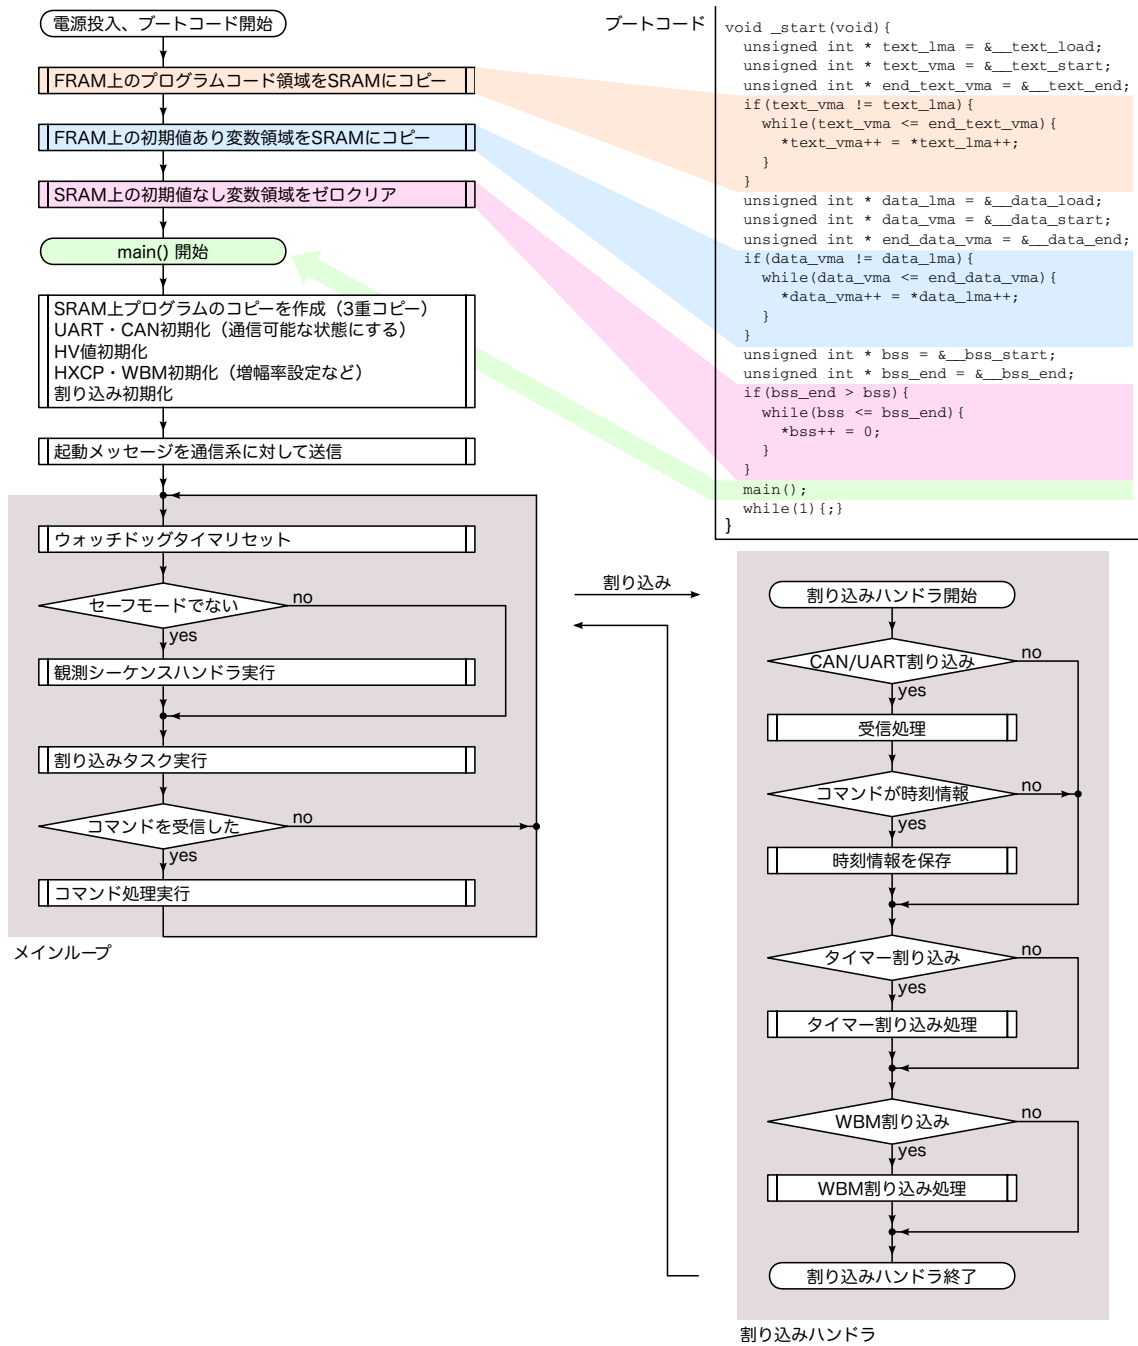 電源投入、ブートコード開始
FRAM上のプログラムコード領域をSRAMにコピー
FRAM上の初期値あり変数領域をSRAMにコピー
SRAM上の初期値なし変数領域をゼロクリア
main() 開始
SRAM上プログラムのコピーを作成（3重コピー）
UART・CAN初期化（通信可能な状態にする）
HV値初期化
HXCP・WBM初期化（増幅率設定など）
割り込み初期化
起動メッセージを通信系に対して送信
ウォッチドッグタイマリセット
セーフモードでない
no
yes
観測シーケンスハンドラ実行
割り込みタスク実行
コマンドを受信した
no
yes
コマンド処理実行
メインループ
ブートコード
void _start(void){
unsigned int * text_lma = &__text_load;
unsigned int * text_vma = &__text_start;
unsigned int * end_text_vma = &__text_end;
if(text_vma != text_lma){
while(text_vma <= end_text_vma){
*text_vma++ = *text_lma++;
}
}
unsigned int * data_lma = &__data_load;
unsigned int * data_vma = &__data_start;
unsigned int * end_data_vma = &__data_end;
if(data_vma != data_lma){
while(data_vma <= end_data_vma){
*data_vma++ = *data_lma++;
}
}
unsigned int * bss = &__bss_start;
unsigned int * bss_end = &__bss_end;
if(bss_end > bss){
while(bss <= bss_end){
*bss++ = 0;
}
}
main();
while(1){;}
}
割り込み
割り込みハンドラ開始
CAN/UART割り込み
no
yes
受信処理
コマンドが時刻情報
no
yes
時刻情報を保存
タイマー割り込み
no
yes
タイマー割り込み処理
WBM割り込み
no
yes
WBM割り込み処理
割り込みハンドラ終了
割り込みハンドラ